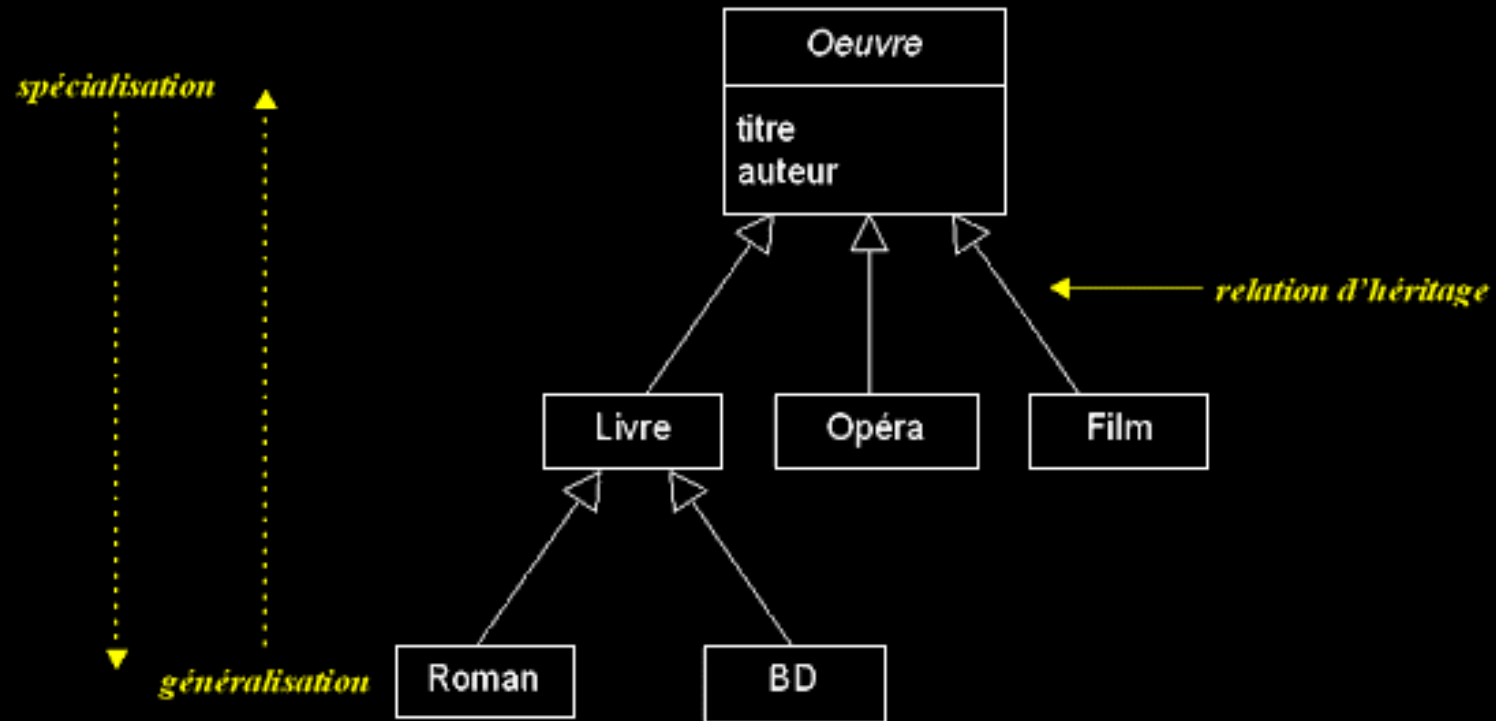 Oeuvre
spécialisation
titre
auteur
relation d'héritage
Livre
Opéra
Film
généralisation
Roman
BD